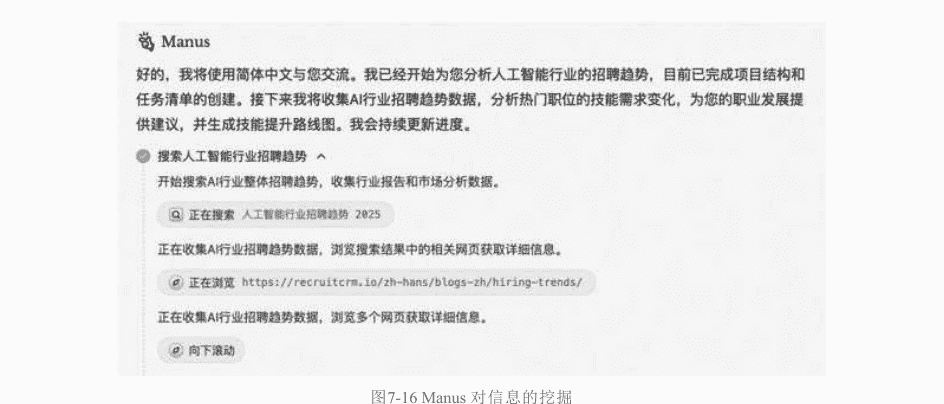 Manus
好的，我将使用简体中文与您交流。我已经开始为您分析人工智能行业的招聘趋势，目前已完成项目结构和
任务清单的创建。接下来我将收集AI行业招聘趋势数据，分析热门职位的技能需求变化，为您的职业发展提
供建议，并生成技能提升路线图。我会持续更新进度。
搜索人工智能行业招聘趋势
开始搜索AI行业整体招聘趋势，收集行业报告和市场分析数据。
正在搜索 人工智能行业招聘趋势 2025
正在收集AI行业招聘趋势数据，浏览搜索结果中的相关网页获取详细信息。
正在浏览 https://recruitcrm.io/zh-hans/blogs-zh/hiring-trends/
正在收集AI行业招聘趋势数据，浏览多个网页获取详细信息。
向下滚动
图7-16 Manus 对信息的挖掘